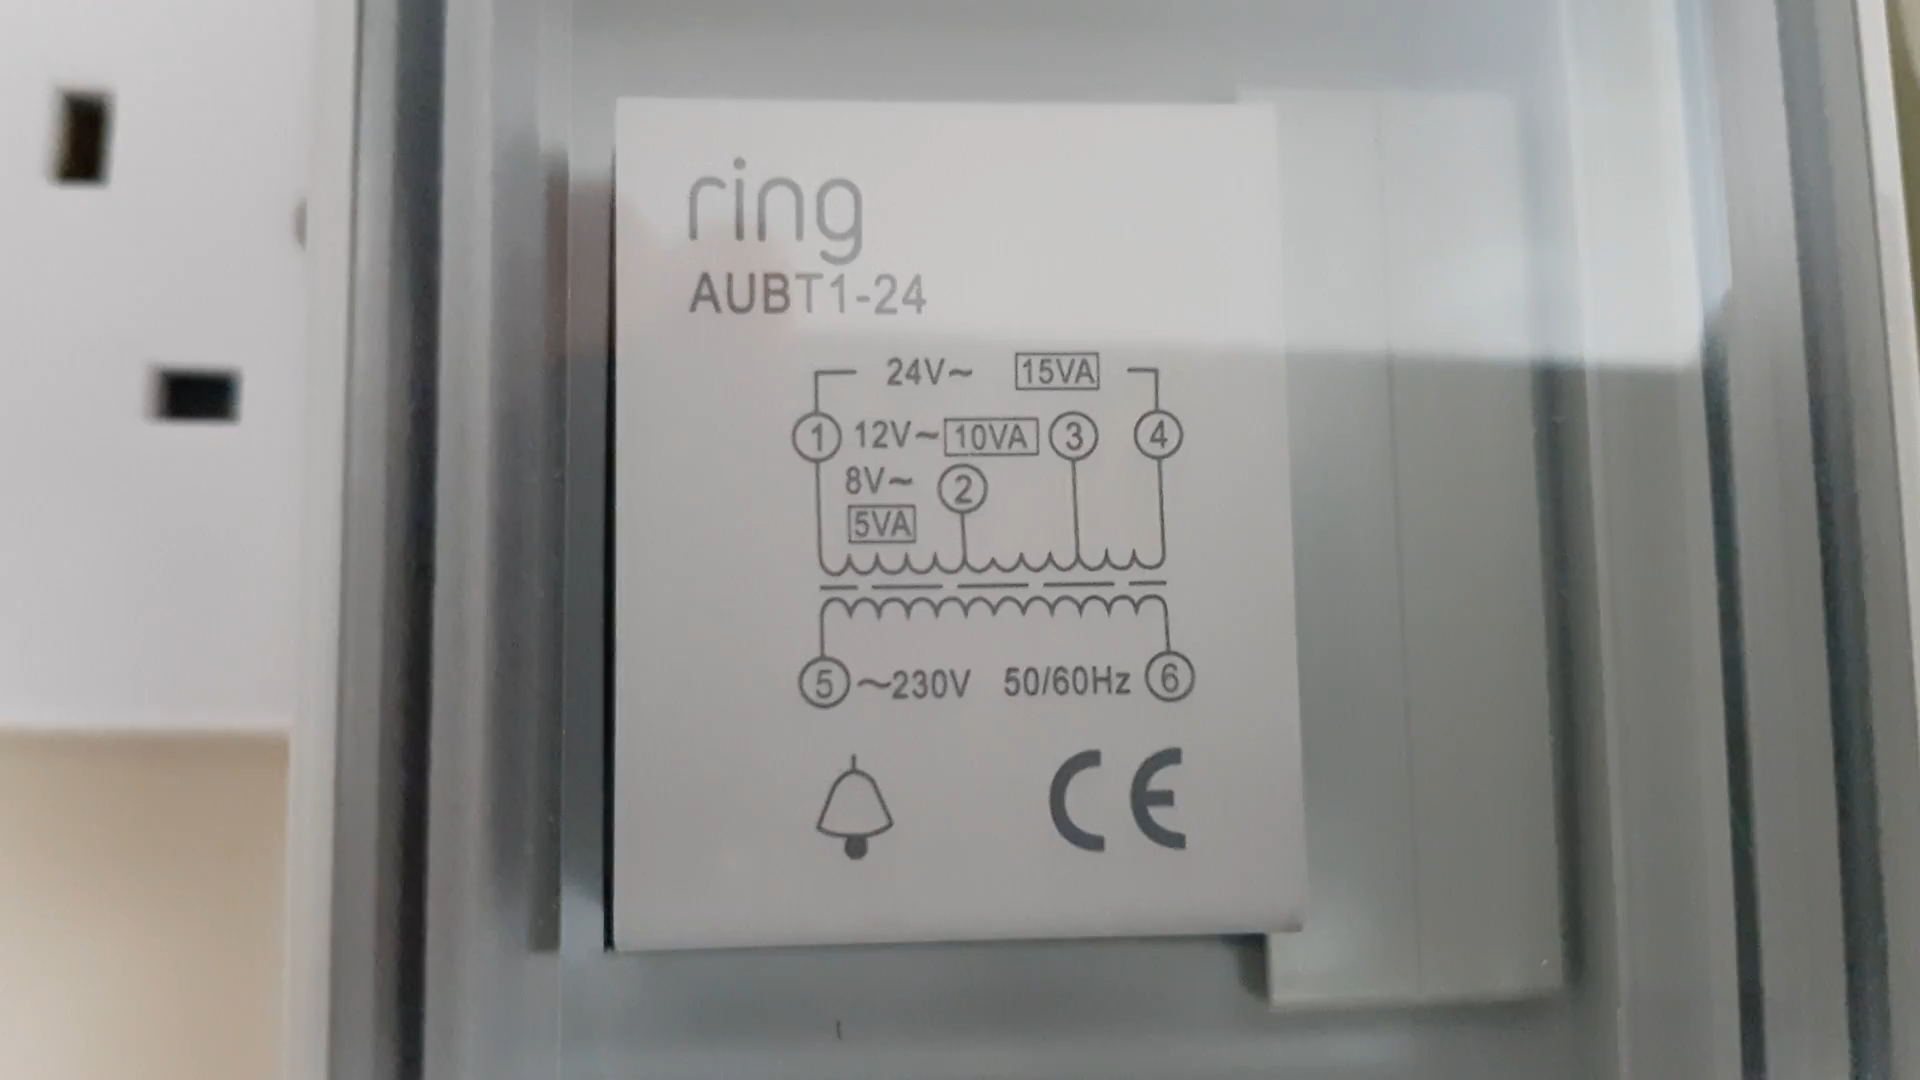 ring
AUBT1-24
24V~ 15VA
1 12V~ 10VA 3 4
8V~ 2
5VA
5 ~230V 50/60Hz 6
CE